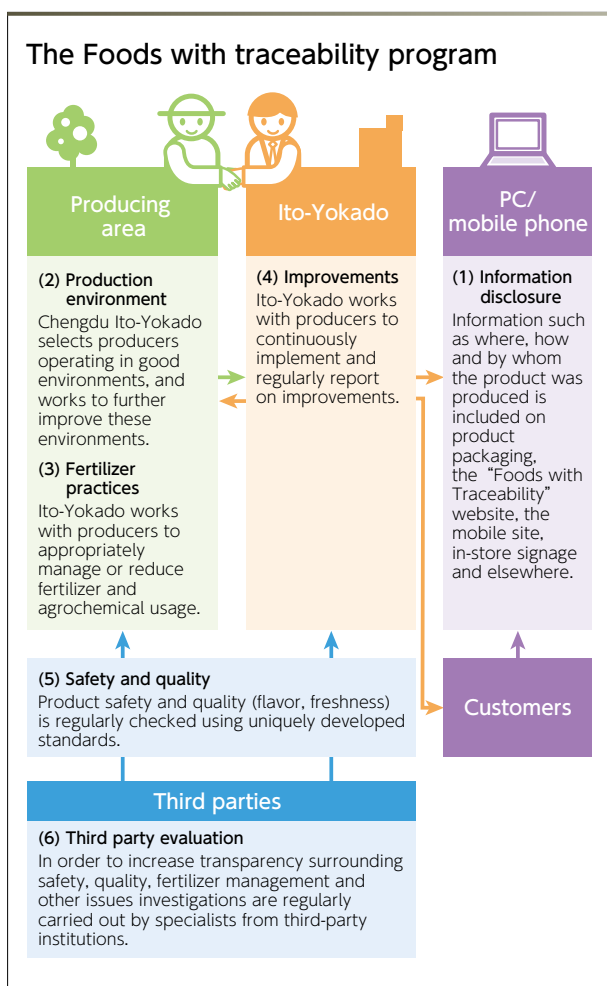 The Foods with traceability program
Producing
area
(2) Production
environment
Chengdu Ito-Yokado
selects producers
operating in good
environments, and
works to further
improve these
environments.
(3) Fertilizer
practices
Ito-Yokado works
with producers to
appropriately
manage or reduce
fertilizer and
agrochemical usage.
Ito-Yokado
(4) Improvements
Ito-Yokado works
with producers to
continuously
implement and
regularly report
on improvements.
PC/
mobile phone
(1) Information
disclosure
Information such
as where, how
and by whom
the product was
produced is
included on
product
packaging,
the “Foods with
Traceability”
website, the
mobile site,
in-store signage
and elsewhere.
(5) Safety and quality
Product safety and quality (flavor, freshness)
is regularly checked using uniquely developed
standards.
Customers
Third parties
(6) Third party evaluation
In order to increase transparency surrounding
safety, quality, fertilizer management and
other issues investigations are regularly
carried out by specialists from third-party
institutions.